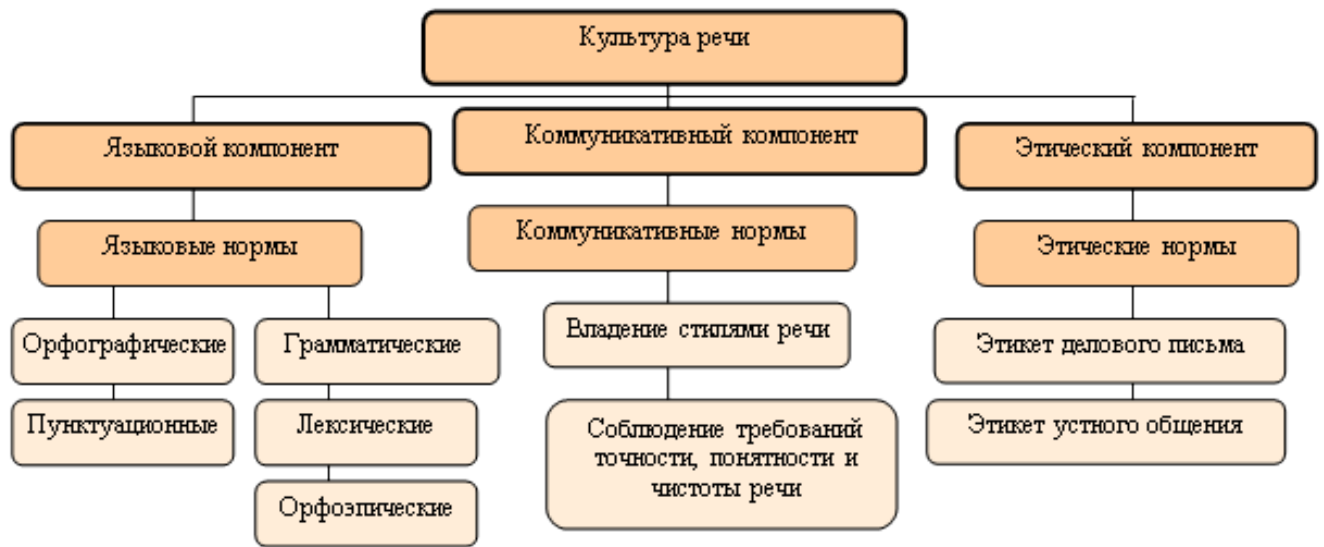 Культура речи
Языковой компонент
Коммуникативный компонент
Этический компонент
Языковые нормы
Коммуникативные нормы
Этические нормы
Орфографические
Грамматические
Владение стилями речи
Этикет делового письма
Пунктуационные
Лексические
Соблюдение требований
точности, понятности и
чистоты речи
Этикет устного общения
Орфоэпические